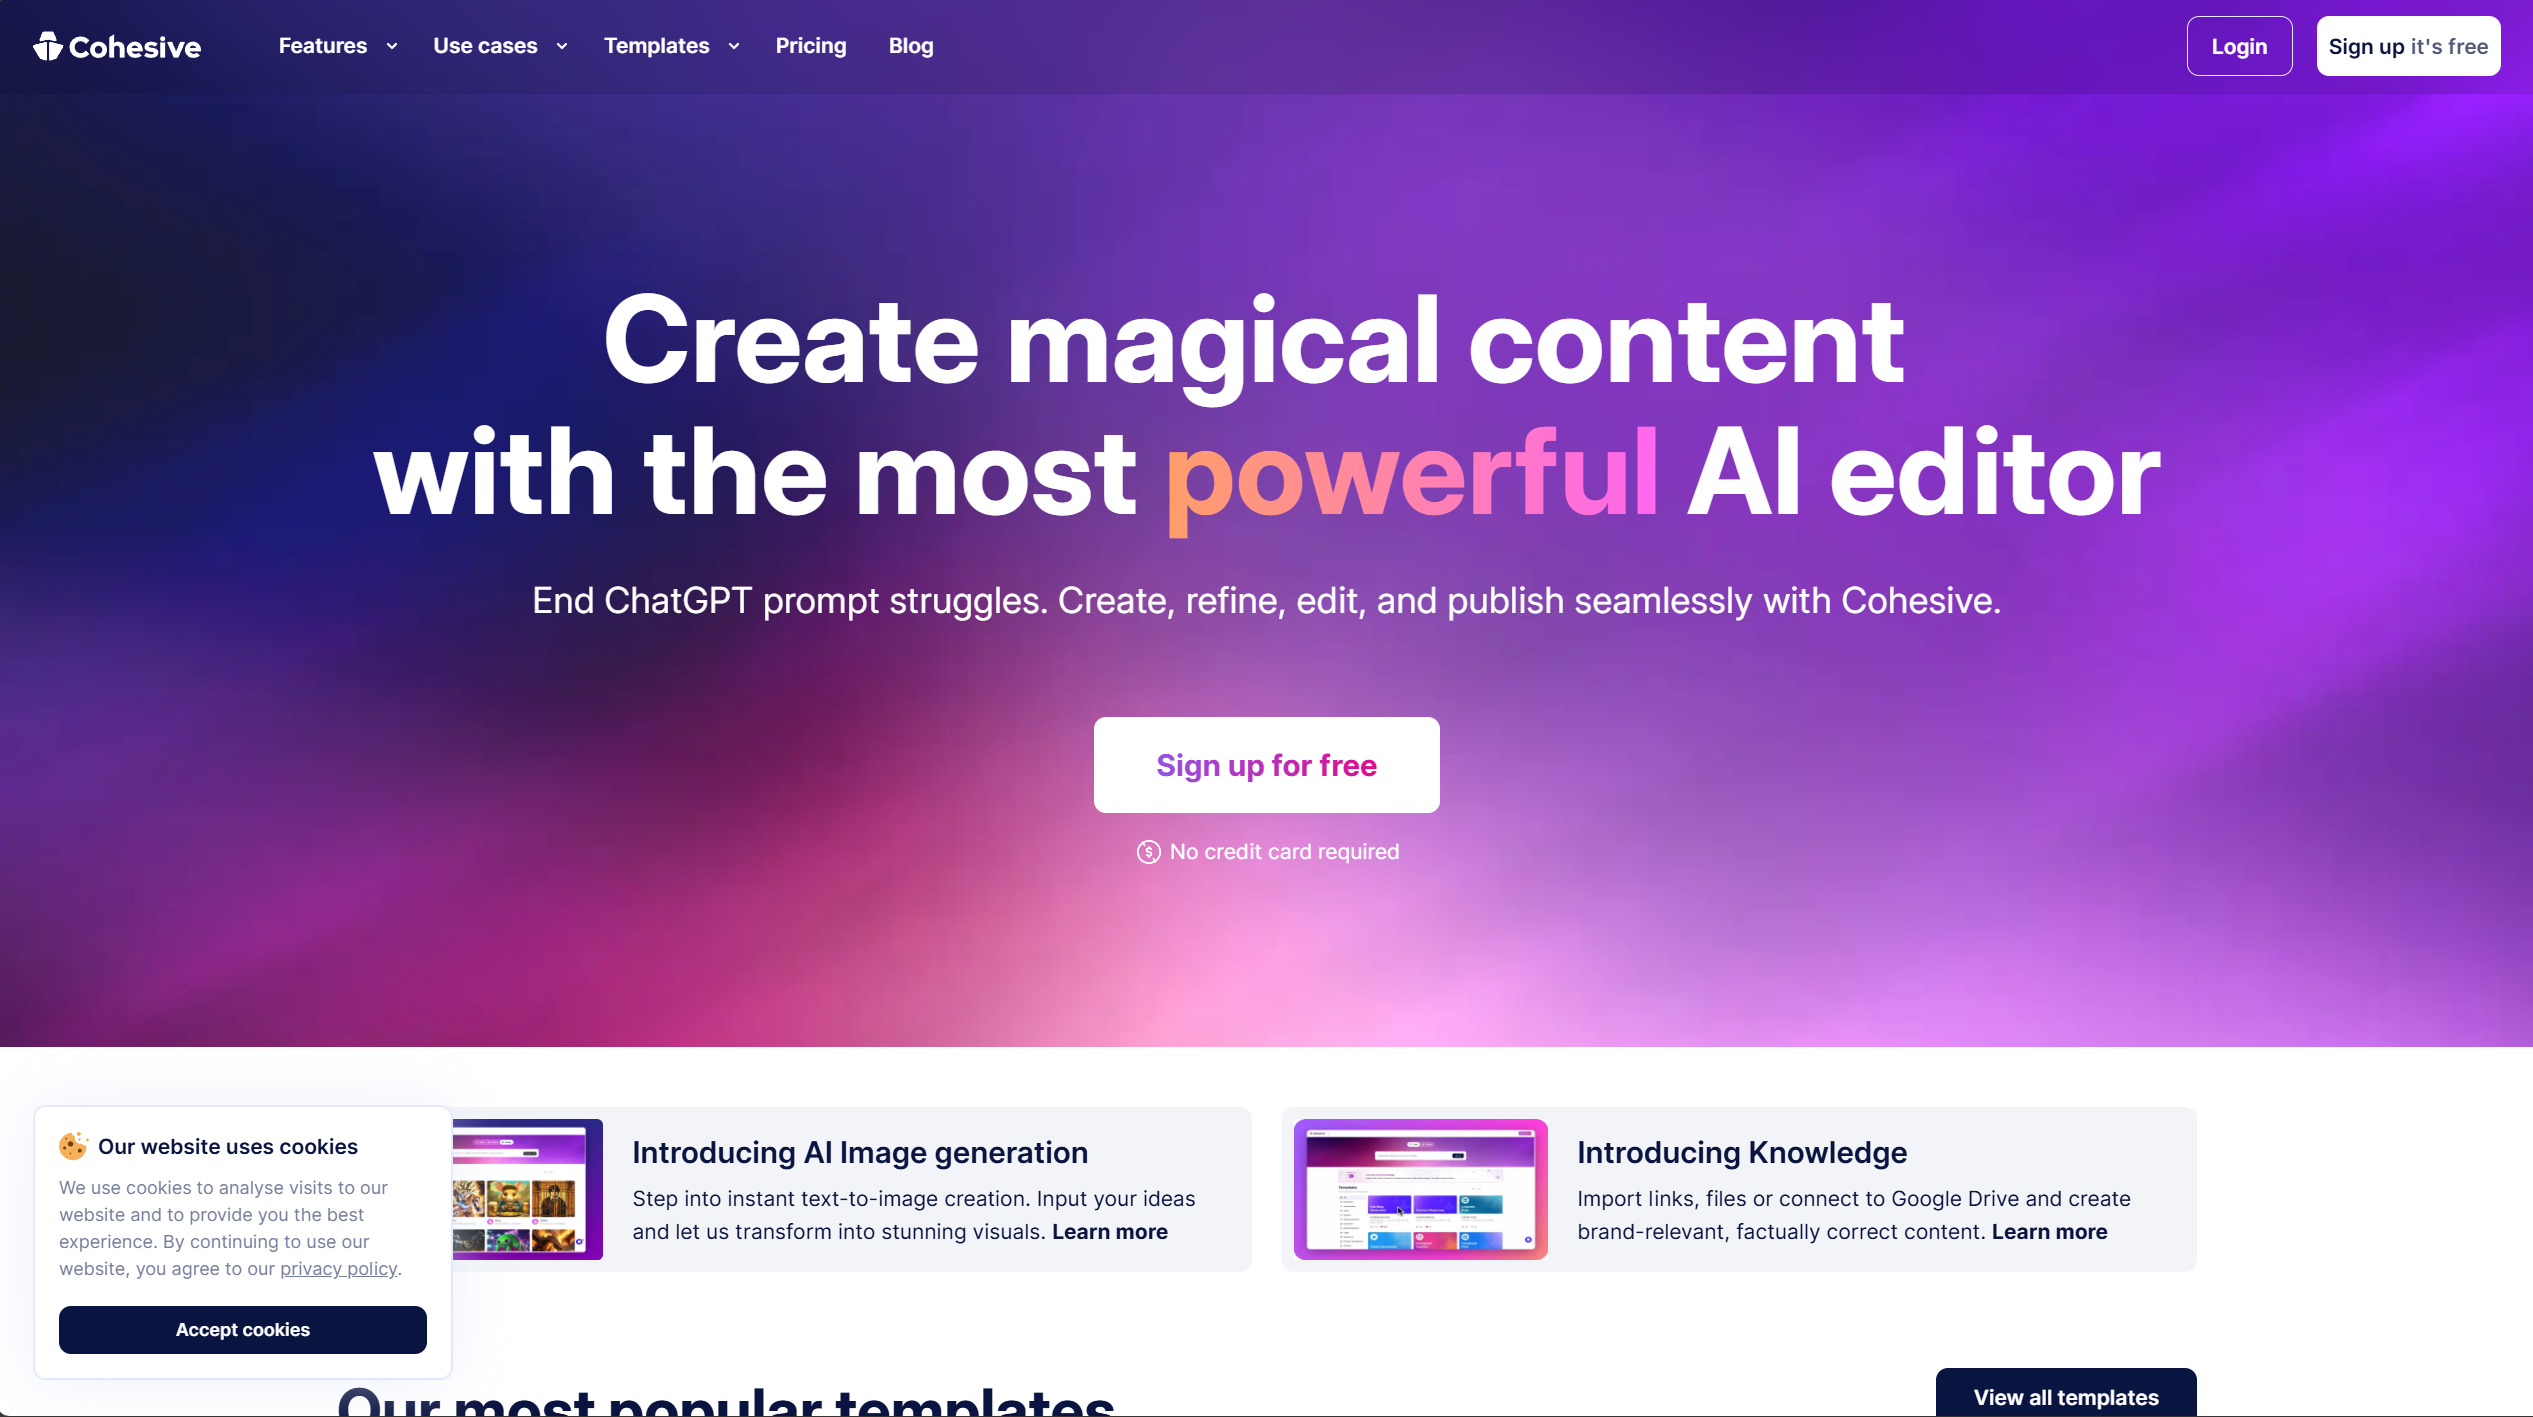 Cohesive
Features
Use cases
Templates
Pricing
Blog
Login
Sign up it's free
Create magical content
with the most powerful AI editor
End ChatGPT prompt struggles. Create, refine, edit, and publish seamlessly with Cohesive.
Sign up for free
No credit card required
Our website uses cookies
We use cookies to analyse visits to our
website and to provide you the best
experience. By continuing to use our
website, you agree to our privacy policy.
Accept cookies
Introducing AI Image generation
Step into instant text-to-image creation. Input your ideas
and let us transform into stunning visuals. Learn more
Introducing Knowledge
Import links, files or connect to Google Drive and create
brand-relevant, factually correct content. Learn more
Our most popular templates
View all templates